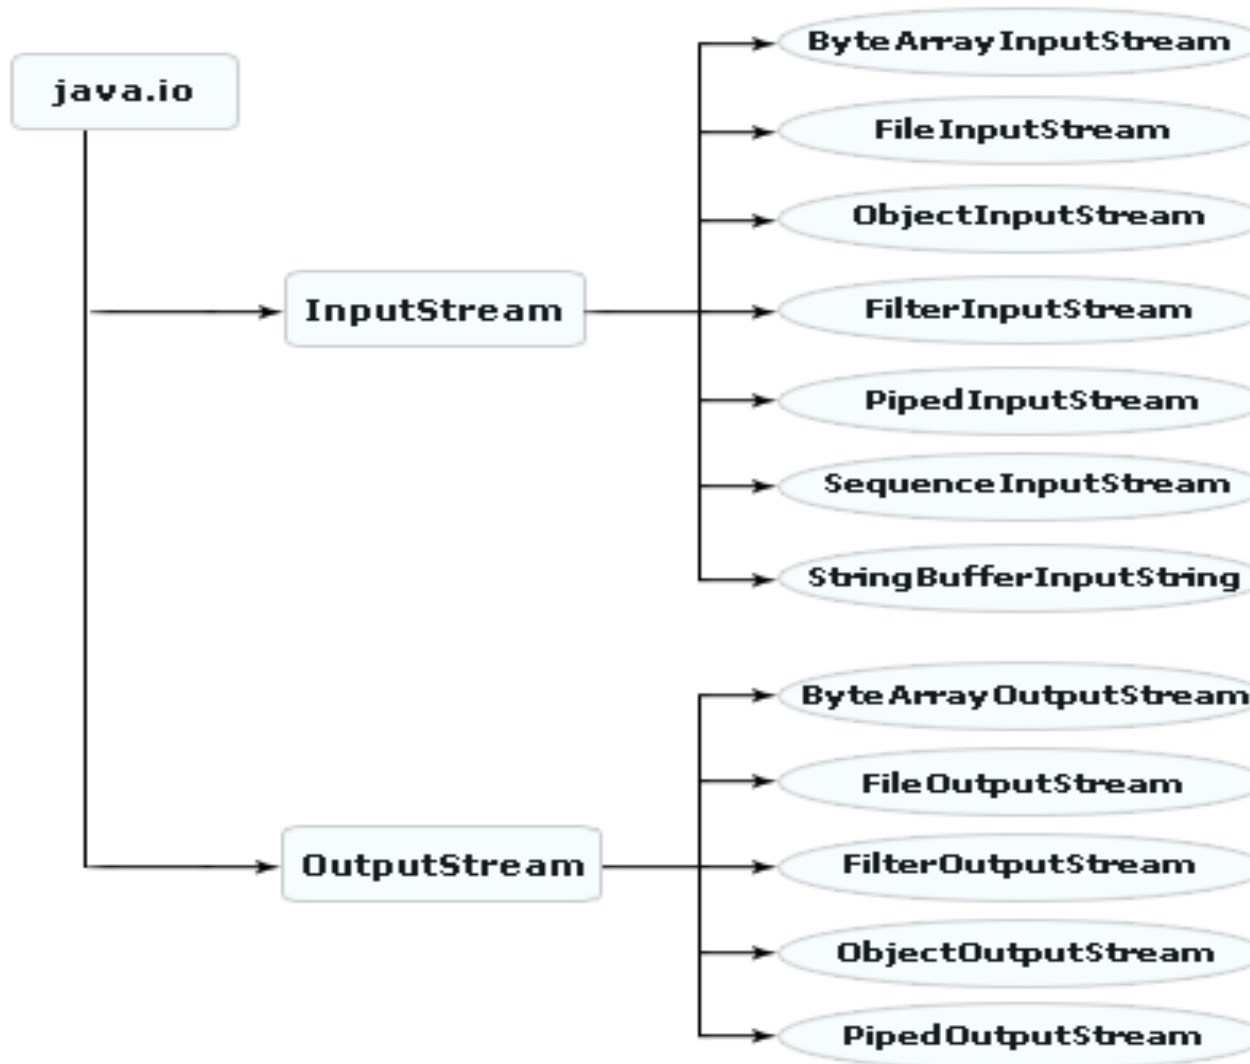 java.io
InputStream
ByteArrayInputStream
FileInputStream
ObjectInputStream
FilterInputStream
PipedInputStream
SequenceInputStream
StringBufferInputString
OutputStream
ByteArrayOutputStream
FileOutputStream
FilterOutputStream
ObjectOutputStream
PipedOutputStream